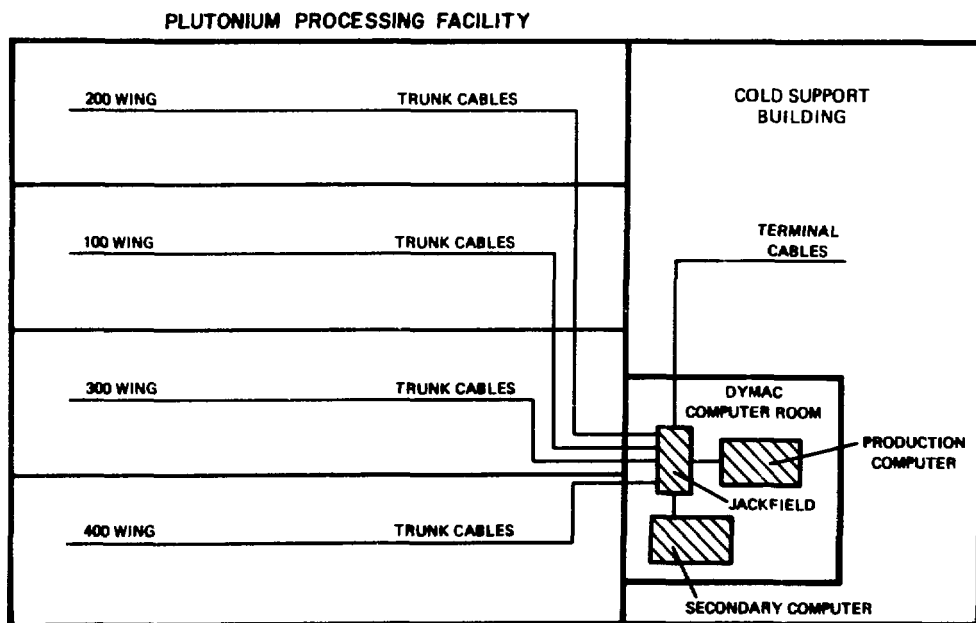 PLUTONIUM PROCESSING FACILITY
200 WING
TRUNK CABLES
COLD SUPPORT
BUILDING
100 WING
TRUNK CABLES
TERMINAL
CABLES
300 WING
TRUNK CABLES
DYMAC
COMPUTER ROOM
PRODUCTION
COMPUTER
JACKFIELD
400 WING
TRUNK CABLES
SECONDARY COMPUTER